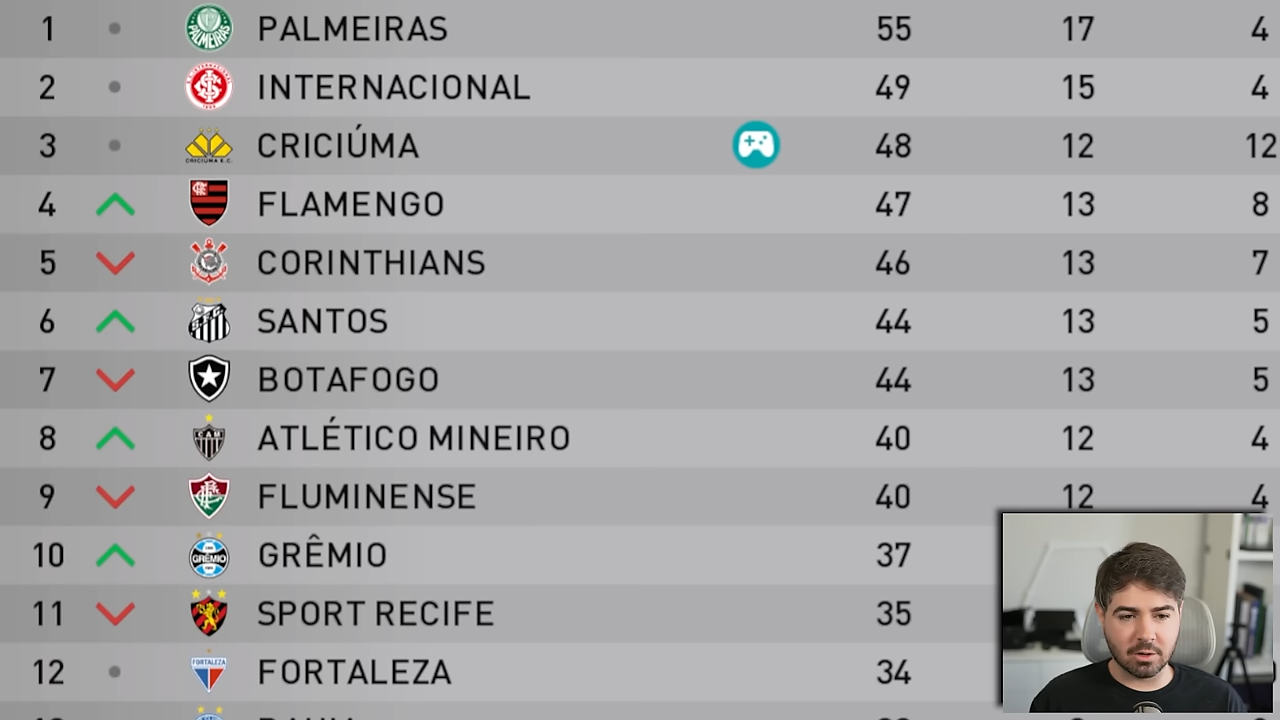 1 PALMEIRAS 55 17 4
2 INTERNACIONAL 49 15 4
3 CRICIÚMA 48 12 12
4 FLAMENGO 47 13 8
5 CORINTHIANS 46 13 7
6 SANTOS 44 13 5
7 BOTAFOGO 44 13 5
8 ATLÉTICO MINEIRO 40 12 4
9 FLUMINENSE 40 12 4
10 GRÊMIO 37
11 SPORT RECIFE 35
12 FORTALEZA 34